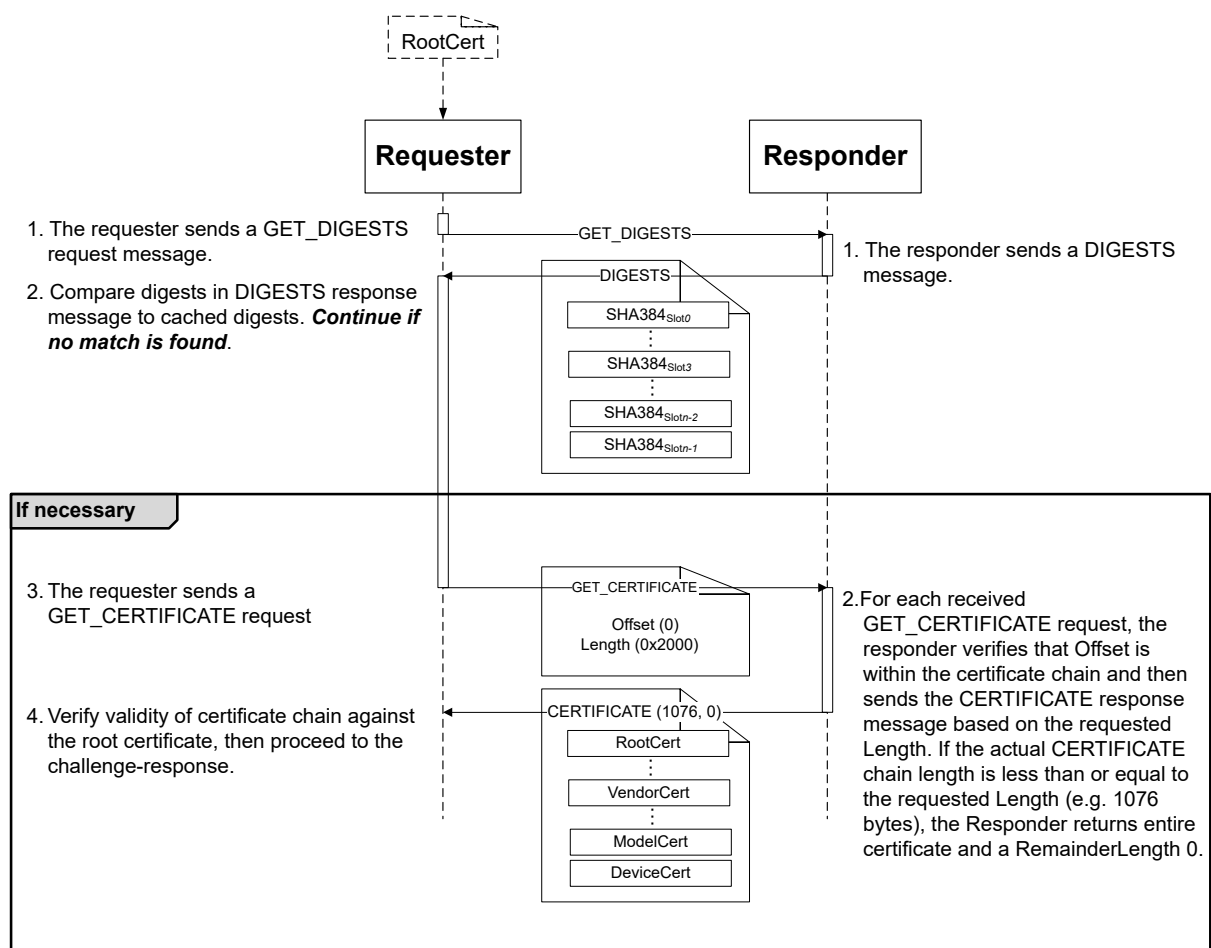 RootCert
Requester
Responder
1. The requester sends a GET_DIGESTS
request message.
GET_DIGESTS
1. The responder sends a DIGESTS
message.
2. Compare digests in DIGESTS response
message to cached digests. Continue if
no match is found.
DIGESTS
SHA384Slot0
SHA384Slot3
SHA384Slotn-2
SHA384Slotn-1
If necessary
3. The requester sends a
GET_CERTIFICATE request
GET_CERTIFICATE
Offset (0)
Length (0x2000)
2.For each received
GET_CERTIFICATE request, the
responder verifies that Offset is
within the certificate chain and then
sends the CERTIFICATE response
message based on the requested
Length. If the actual CERTIFICATE
chain length is less than or equal to
the requested Length (e.g. 1076
bytes), the Responder returns entire
certificate and a RemainderLength 0.
4. Verify validity of certificate chain against
the root certificate, then proceed to the
challenge-response.
CERTIFICATE (1076, 0)
RootCert
VendorCert
ModelCert
DeviceCert